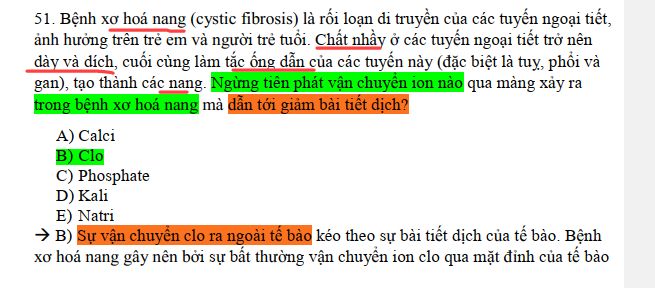 51. Bệnh xơ hoá nang (cystic fibrosis) là rối loạn di truyền của các tuyến ngoại tiết,
ảnh hưởng trên trẻ em và người trẻ tuổi. Chất nhầy ở các tuyến ngoại tiết trở nên
dày và dích, cuối cùng làm tắc ống dẫn của các tuyến này (đặc biệt là tuỵ, phổi và
gan), tạo thành các nang. Ngừng tiên phát vận chuyển ion nào qua màng xảy ra
trong bệnh xơ hoá nang mà dẫn tới giảm bài tiết dịch?
A) Calci
B) Clo
C) Phosphate
D) Kali
E) Natri
→ B) Sự vận chuyển clo ra ngoài tế bào kéo theo sự bài tiết dịch của tế bào. Bệnh
xơ hoá nang gây nên bởi sự bất thường vận chuyển ion clo qua mặt đỉnh của tế bào